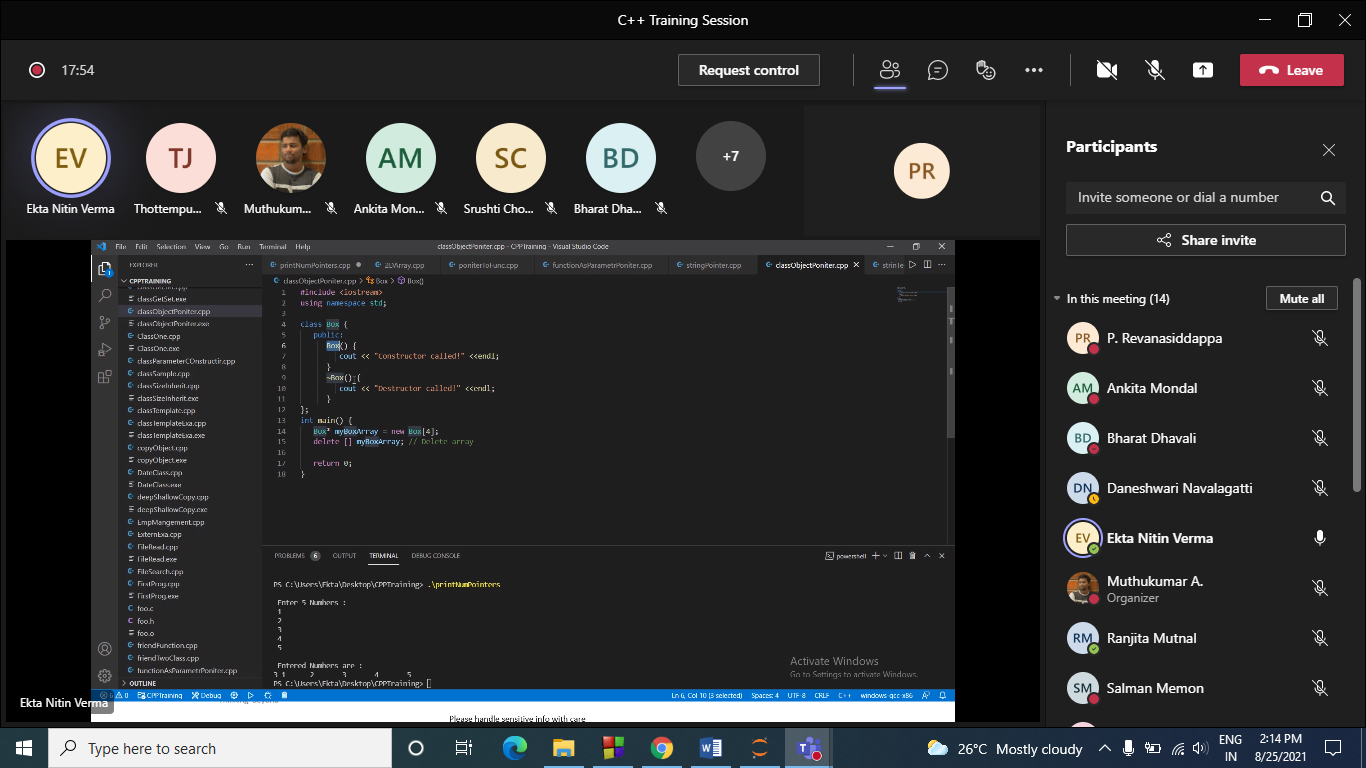 C++ Training Session
17:54
Request control
Leave
EV
TJ
AM
SC
BD
+7
PR
Ekta Nitin Verma
Thottempu...
Muthukum...
Ankita Mon...
Srushti Cho...
Bharat Dha...
Participants
Invite someone or dial a number
Share invite
In this meeting (14)
Mute all
PR P. Revanasiddappa
AM Ankita Mondal
BD Bharat Dhavali
DN Daneshwari Navalagatti
EV Ekta Nitin Verma
Muthukumar A.
Organizer
RM Ranjita Mutnal
SM Salman Memon
File Edit Selection View Go Run Terminal Help
classObjectPoniter.cpp - CPPTraining - Visual Studio Code
EXPLORER
CPPTRAINING
classGetSet.exe
classObjectPoniter.cpp
classObjectPoniter.exe
ClassOne.cpp
ClassOne.exe
classParameterCOnstructir.cpp
classSample.cpp
classSizeInherit.cpp
classSizeInherit.exe
classTemplate.cpp
classTemplateExa.cpp
classTemplateExa.exe
copyObject.cpp
copyObject.exe
DateClass.cpp
DateClass.exe
deepShallowCopy.cpp
deepShallowCopy.exe
EmpMangement.cpp
ExternExa.cpp
FileRead.cpp
FileRead.exe
FileSearch.cpp
FirstProg.cpp
FirstProg.exe
foo.c
foo.h
foo.o
friendFunction.cpp
friendTwoClass.cpp
functionAsParametrPoniter.cpp
OUTLINE
printNumPointers.cpp
2DArray.cpp
poniterToFunc.cpp
functionAsParametrPoniter.cpp
stringPointer.cpp
classObjectPoniter.cpp
classObjectPoniter.cpp > Box > Box()
1 #include <iostream>
2 using namespace std;
3
4 class Box {
5 public:
6 Box() {
7 cout << "Constructor called!" <<endl;
8 }
9 ~Box() {
10 cout << "Destructor called!" <<endl;
11 }
12 };
13 int main() {
14 Box* myBoxArray = new Box[4];
15 delete [] myBoxArray; // Delete array
16
17 return 0;
18 }
PROBLEMS 6 OUTPUT TERMINAL DEBUG CONSOLE
powershell
PS C:\Users\Ekta\Desktop\CPPTraining> .\printNumPointers
Enter 5 Numbers :
1
2
3
4
5
Entered Numbers are :
3 1 2 3 4 5
PS C:\Users\Ekta\Desktop\CPPTraining>
Activate Windows
Go to Settings to activate Windows.
6 0 CPPTraining Debug
Ln 6, Col 10 (3 selected) Spaces: 4 UTF-8 CRLF C++ windows-gcc-x86
Ekta Nitin Verma
Please handle sensitive info with care
Type here to search
26°C Mostly cloudy
ENG
IN
2:14 PM
8/25/2021